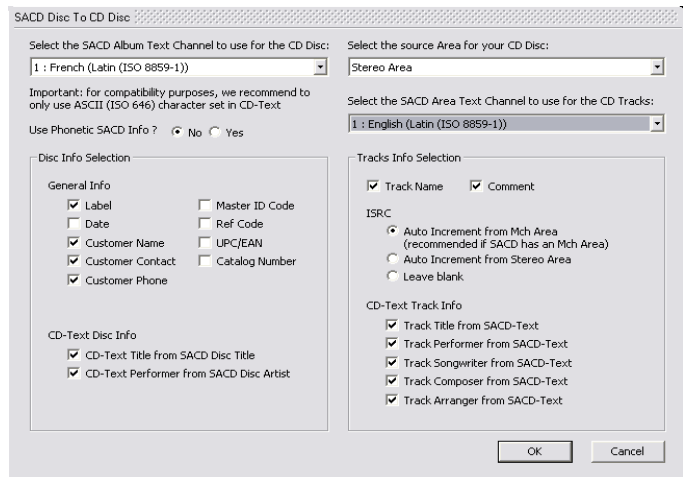 SACD Disc To CD Disc
Select the SACD Album Text Channel to use for the CD Disc:
1 : French (Latin (ISO 8859-1))
Important: for compatibility purposes, we recommend to
only use ASCII (ISO 646) character set in CD-Text
Use Phonetic SACD Info ? No Yes
Select the source Area for your CD Disc:
Stereo Area
Select the SACD Area Text Channel to use for the CD Tracks:
1 : English (Latin (ISO 8859-1))
Disc Info Selection
General Info
Label
Date
Customer Name
Customer Contact
Customer Phone
Master ID Code
Ref Code
UPC/EAN
Catalog Number
CD-Text Disc Info
CD-Text Title from SACD Disc Title
CD-Text Performer from SACD Disc Artist
Tracks Info Selection
Track Name Comment
ISRC
Auto Increment from Mch Area
(recommended if SACD has an Mch Area)
Auto Increment from Stereo Area
Leave blank
CD-Text Track Info
Track Title from SACD-Text
Track Performer from SACD-Text
Track Songwriter from SACD-Text
Track Composer from SACD-Text
Track Arranger from SACD-Text
OK Cancel